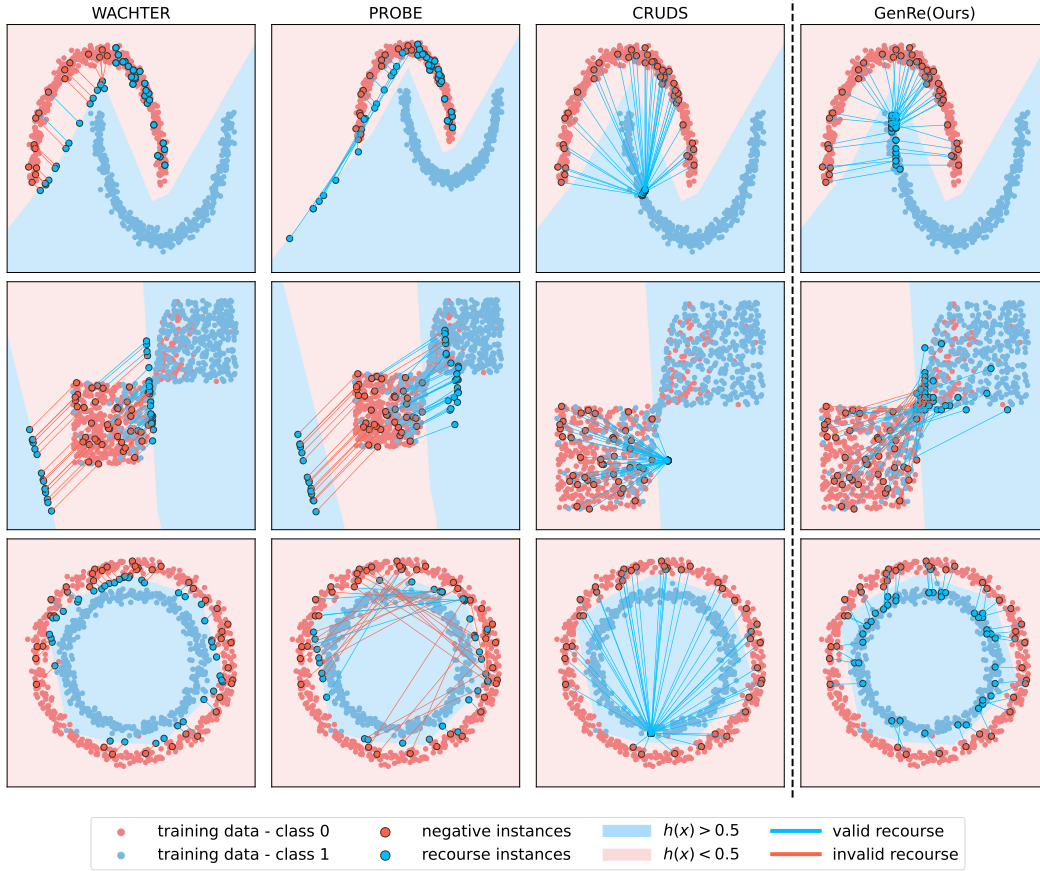 WACHTER PROBE CRUDS GenRe(Ours)
training data - class 0 negative instances h(x) > 0.5 valid recourse
training data - class 1 recourse instances h(x) < 0.5 invalid recourse